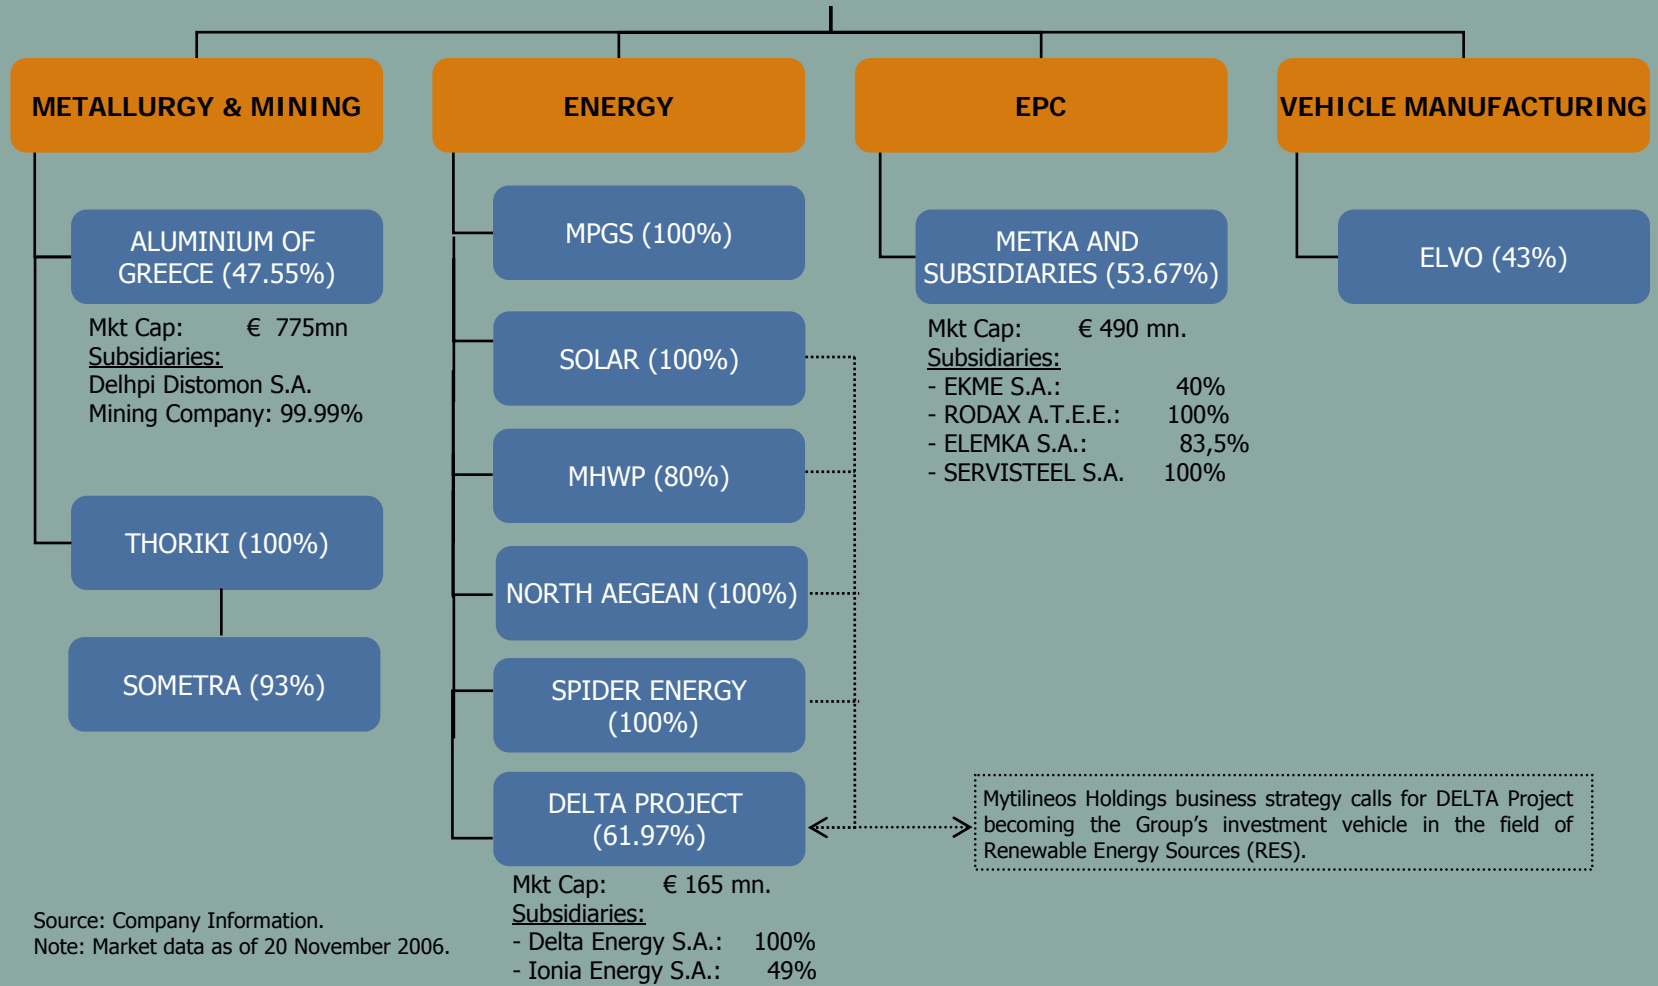 METALLURGY & MINING
ALUMINIUM OF
GREECE (47.55%)
Mkt Cap: € 775mn
Subsidiaries:
Delhpi Distomon S.A.
Mining Company: 99.99%
THORIKI (100%)
SOMETRA (93%)
ENERGY
MPGS (100%)
SOLAR (100%)
MHWP (80%)
NORTH AEGEAN (100%)
SPIDER ENERGY
(100%)
DELTA PROJECT
(61.97%)
Mkt Cap: € 165 mn.
Subsidiaries:
- Delta Energy S.A.: 100%
- Ionia Energy S.A.: 49%
EPC
METKA AND
SUBSIDIARIES (53.67%)
Mkt Cap: € 490 mn.
Subsidiaries:
- EKME S.A.: 40%
- RODAX A.T.E.E.: 100%
- ELEMKA S.A.: 83,5%
- SERVISTEEL S.A. 100%
VEHICLE MANUFACTURING
ELVO (43%)
Mytilineos Holdings business strategy calls for DELTA Project
becoming the Group's investment vehicle in the field of
Renewable Energy Sources (RES).
Source: Company Information.
Note: Market data as of 20 November 2006.